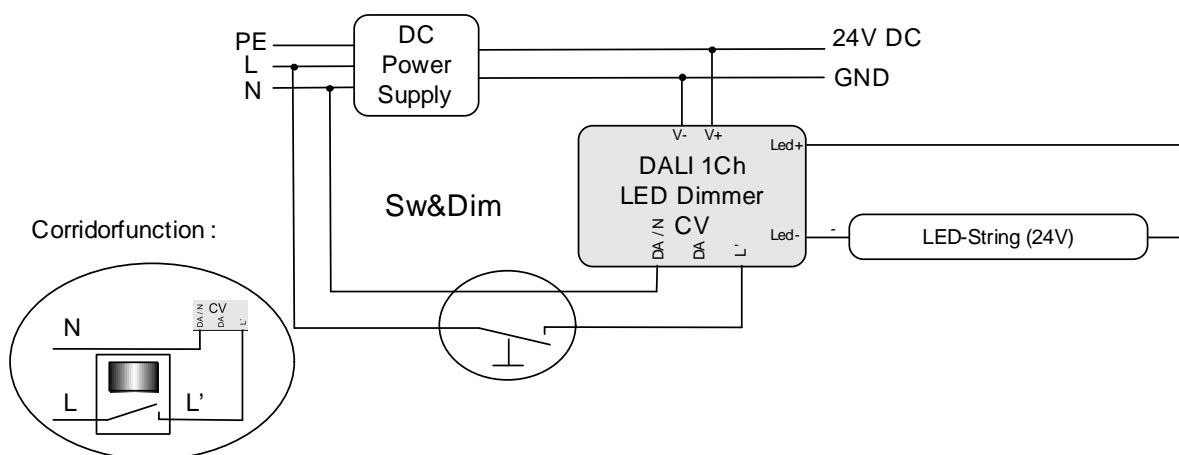 PE
L
N
DC
Power
Supply
24V DC
GND
V-
V+
Led+
DALI 1Ch
LED Dimmer
CV
DA / N
DA
L'
Led-
-
LED-String (24V)
Sw&Dim
Corridorfunction :
CV
DA / N
DA
L'
N
L
L'